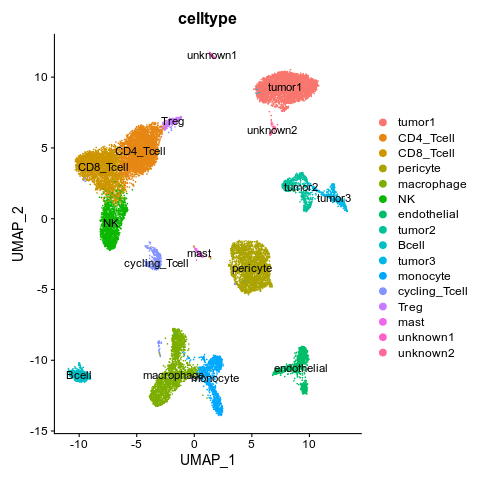 celltype
unknown1
tumor1
Treg
unknown2
CD4_Tcell
CD8_Tcell
tumor2
tumor3
NK
mast
cycling_Tcell
pericyte
endothelial
Bcell
macrophage
monocyte
10
5
0
-5
-10
-15
UMAP_2
-10
-5
0
5
10
UMAP_1
tumor1
CD4_Tcell
CD8_Tcell
pericyte
macrophage
NK
endothelial
tumor2
Bcell
tumor3
monocyte
cycling_Tcell
Treg
mast
unknown1
unknown2